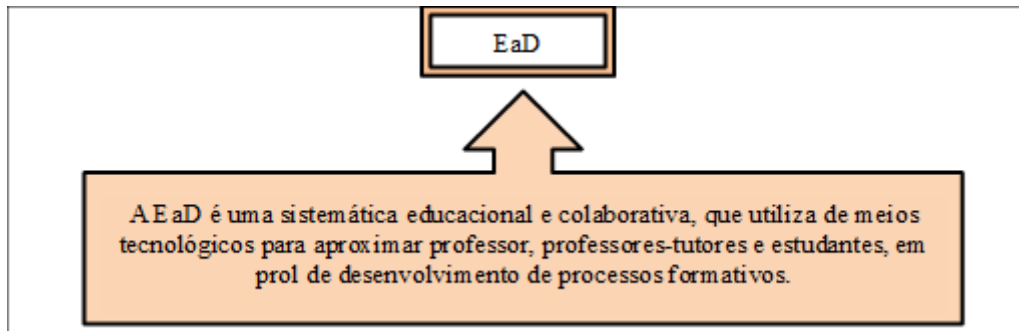 EaD
A EaD é uma sistemática educacional e colaborativa, que utiliza de meios
tecnológicos para aproximar professor, professores-tutores e estudantes, em
prol de desenvolvimento de processos formativos.